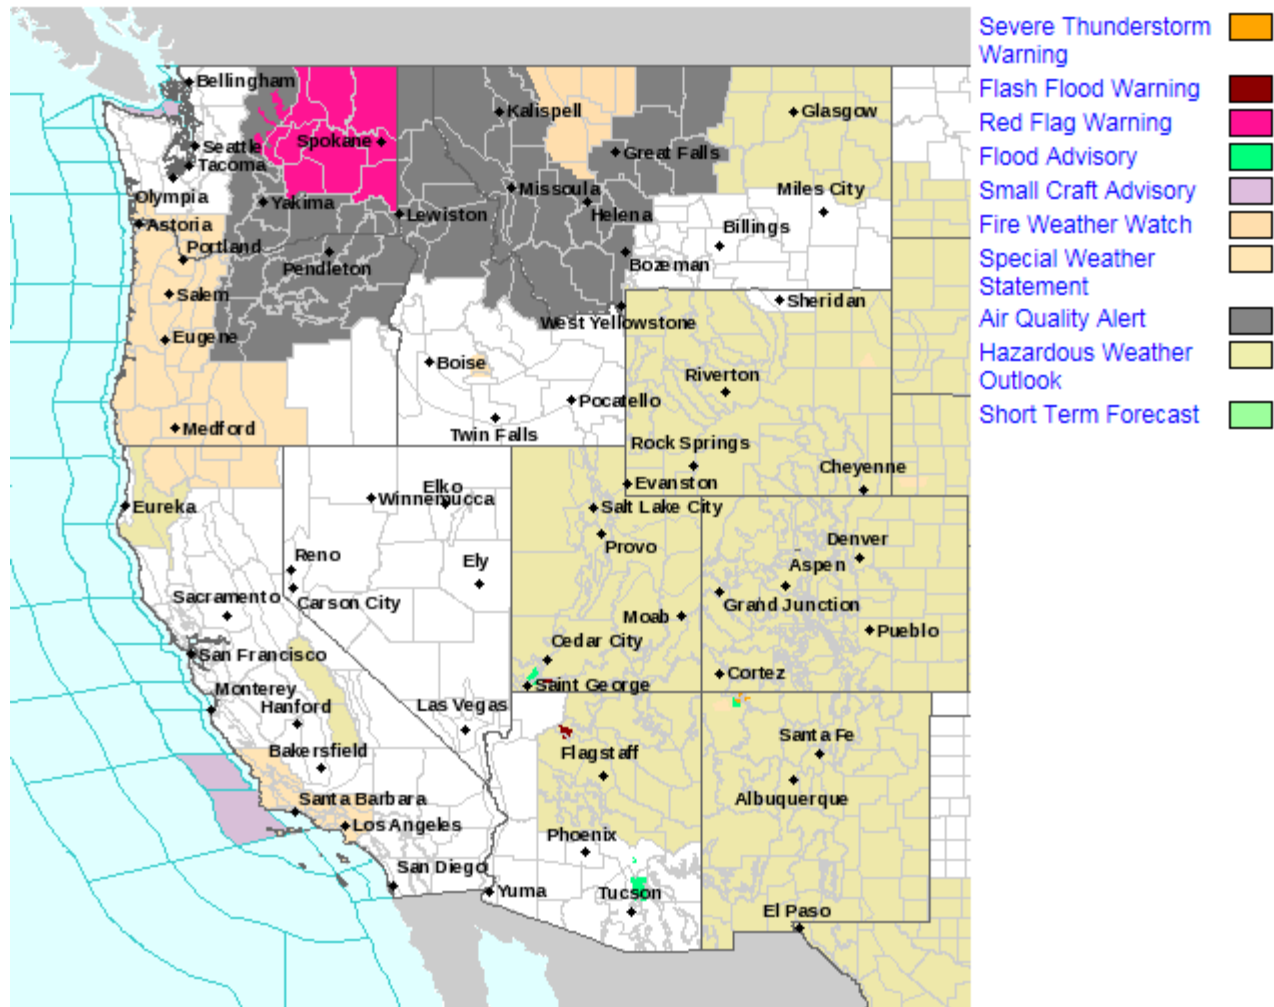 Severe Thunderstorm
Warning
Flash Flood Warning
Red Flag Warning
Flood Advisory
Small Craft Advisory
Fire Weather Watch
Special Weather
Statement
Air Quality Alert
Hazardous Weather
Outlook
Short Term Forecast
Bellingham
Kalispell
Glasgow
Seattle
Spokane
Great Falls
Tacoma
Olympia
Missoula
Miles City
Yakima
Helena
Lewiston
Astoria
Billings
Portland
Pendleton
Bozeman
Salem
Sheridan
West Yellowstone
Eugene
Boise
Riverton
Pocatello
Medford
Twin Falls
Rock Springs
Cheyenne
Elko
Evanston
Winnemucca
Eureka
Salt Lake City
Provo
Denver
Reno
Ely
Aspen
Sacramento
Carson City
Grand Junction
Moab
Pueblo
Cedar City
San Francisco
Cortez
Saint George
Monterey
Hanford
Las Vegas
Santa Fe
Bakersfield
Flagstaff
Santa Barbara
Albuquerque
Los Angeles
Phoenix
San Diego
Yuma
Tucson
El Paso